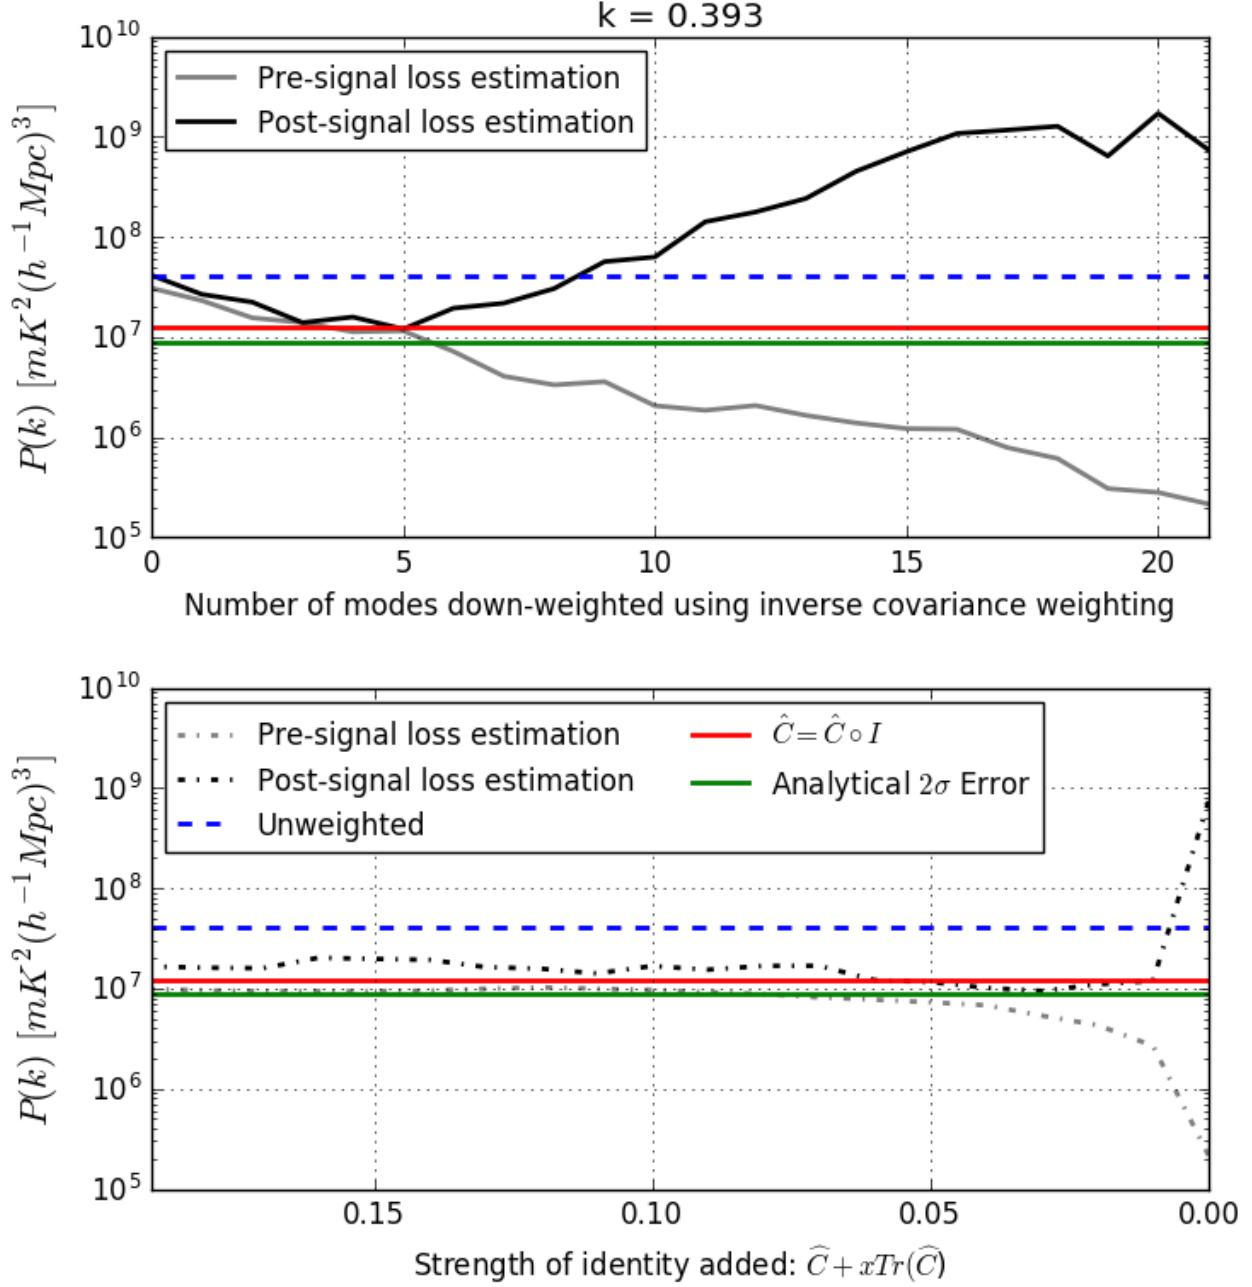 k = 0.393
10^10
10^9
10^8
10^7
10^6
10^5
P(k) [mK^2(h^-1 Mpc)^3]
Pre-signal loss estimation
Post-signal loss estimation
0 5 10 15 20
Number of modes down-weighted using inverse covariance weighting
10^10
10^9
10^8
10^7
10^6
10^5
P(k) [mK^2(h^-1 Mpc)^3]
Pre-signal loss estimation
Post-signal loss estimation
Unweighted
Ĉ = Ĉ ∘ I
Analytical 2σ Error
0.15 0.10 0.05 0.00
Strength of identity added: Ĉ + xTr(Ĉ)